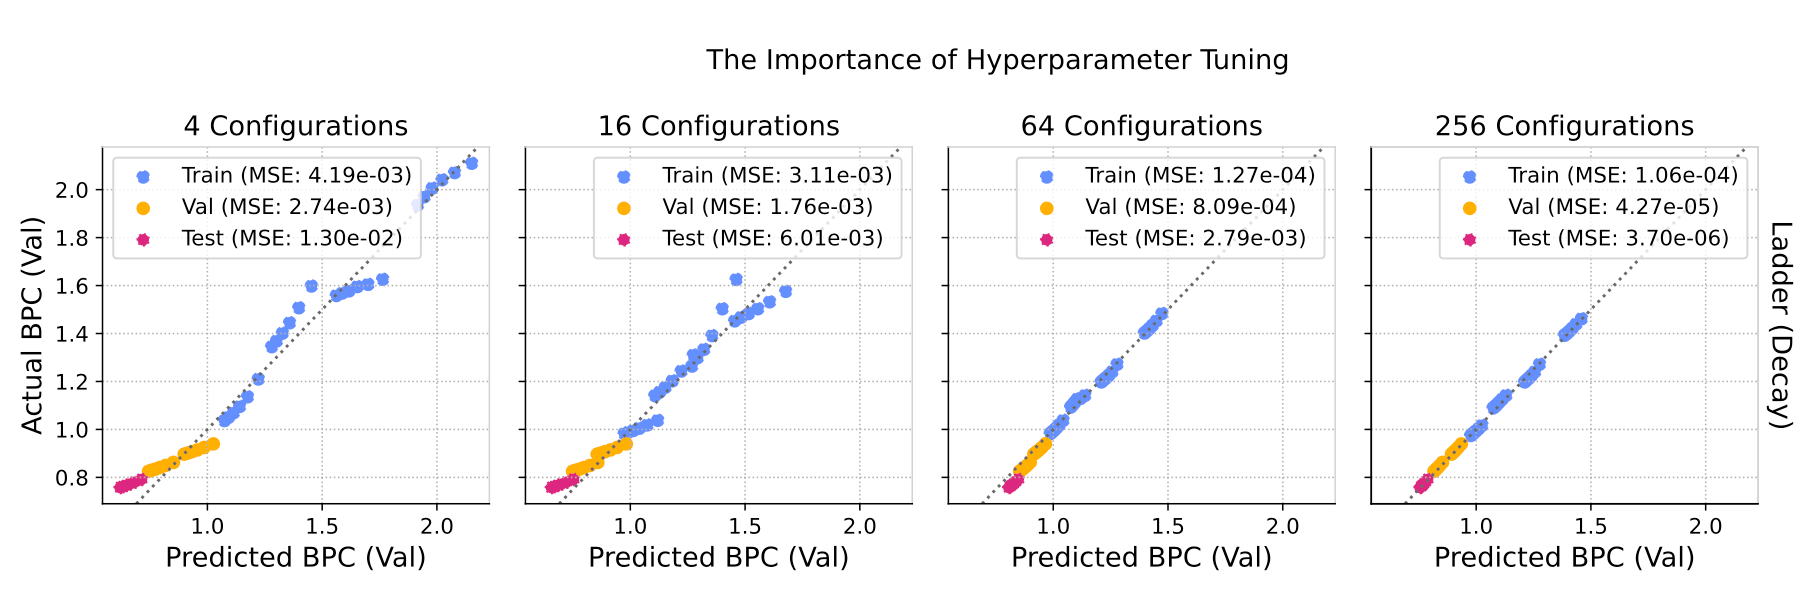 The Importance of Hyperparameter Tuning
4 Configurations
16 Configurations
64 Configurations
256 Configurations
Train (MSE: 4.19e-03)
Val (MSE: 2.74e-03)
Test (MSE: 1.30e-02)
Train (MSE: 3.11e-03)
Val (MSE: 1.76e-03)
Test (MSE: 6.01e-03)
Train (MSE: 1.27e-04)
Val (MSE: 8.09e-04)
Test (MSE: 2.79e-03)
Train (MSE: 1.06e-04)
Val (MSE: 4.27e-05)
Test (MSE: 3.70e-06)
Actual BPC (Val)
2.0
1.8
1.6
1.4
1.2
1.0
0.8
Ladder (Decay)
1.0 1.5 2.0
1.0 1.5 2.0
1.0 1.5 2.0
1.0 1.5 2.0
Predicted BPC (Val)
Predicted BPC (Val)
Predicted BPC (Val)
Predicted BPC (Val)